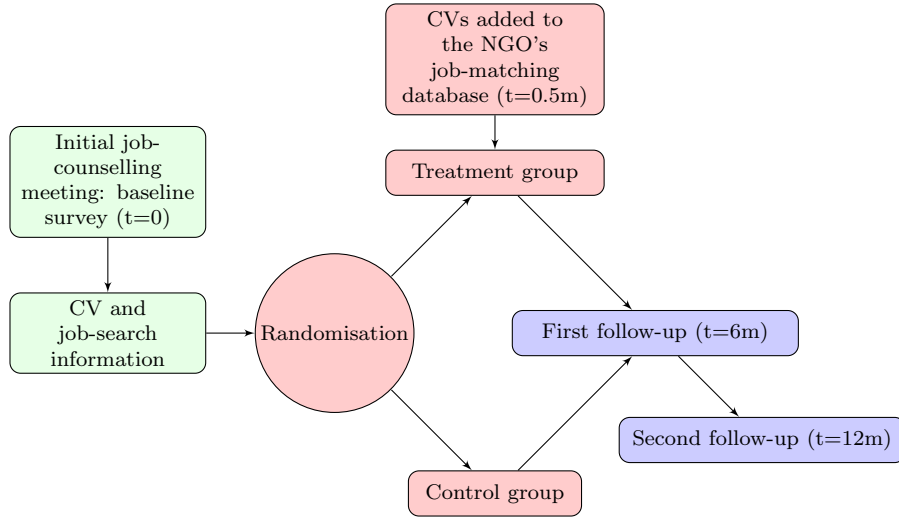 CVs added to
the NGO's
job-matching
database (t=0.5m)
Initial job-
counselling
meeting: baseline
survey (t=0)
Treatment group
CV and
job-search
information
Randomisation
First follow-up (t=6m)
Second follow-up (t=12m)
Control group